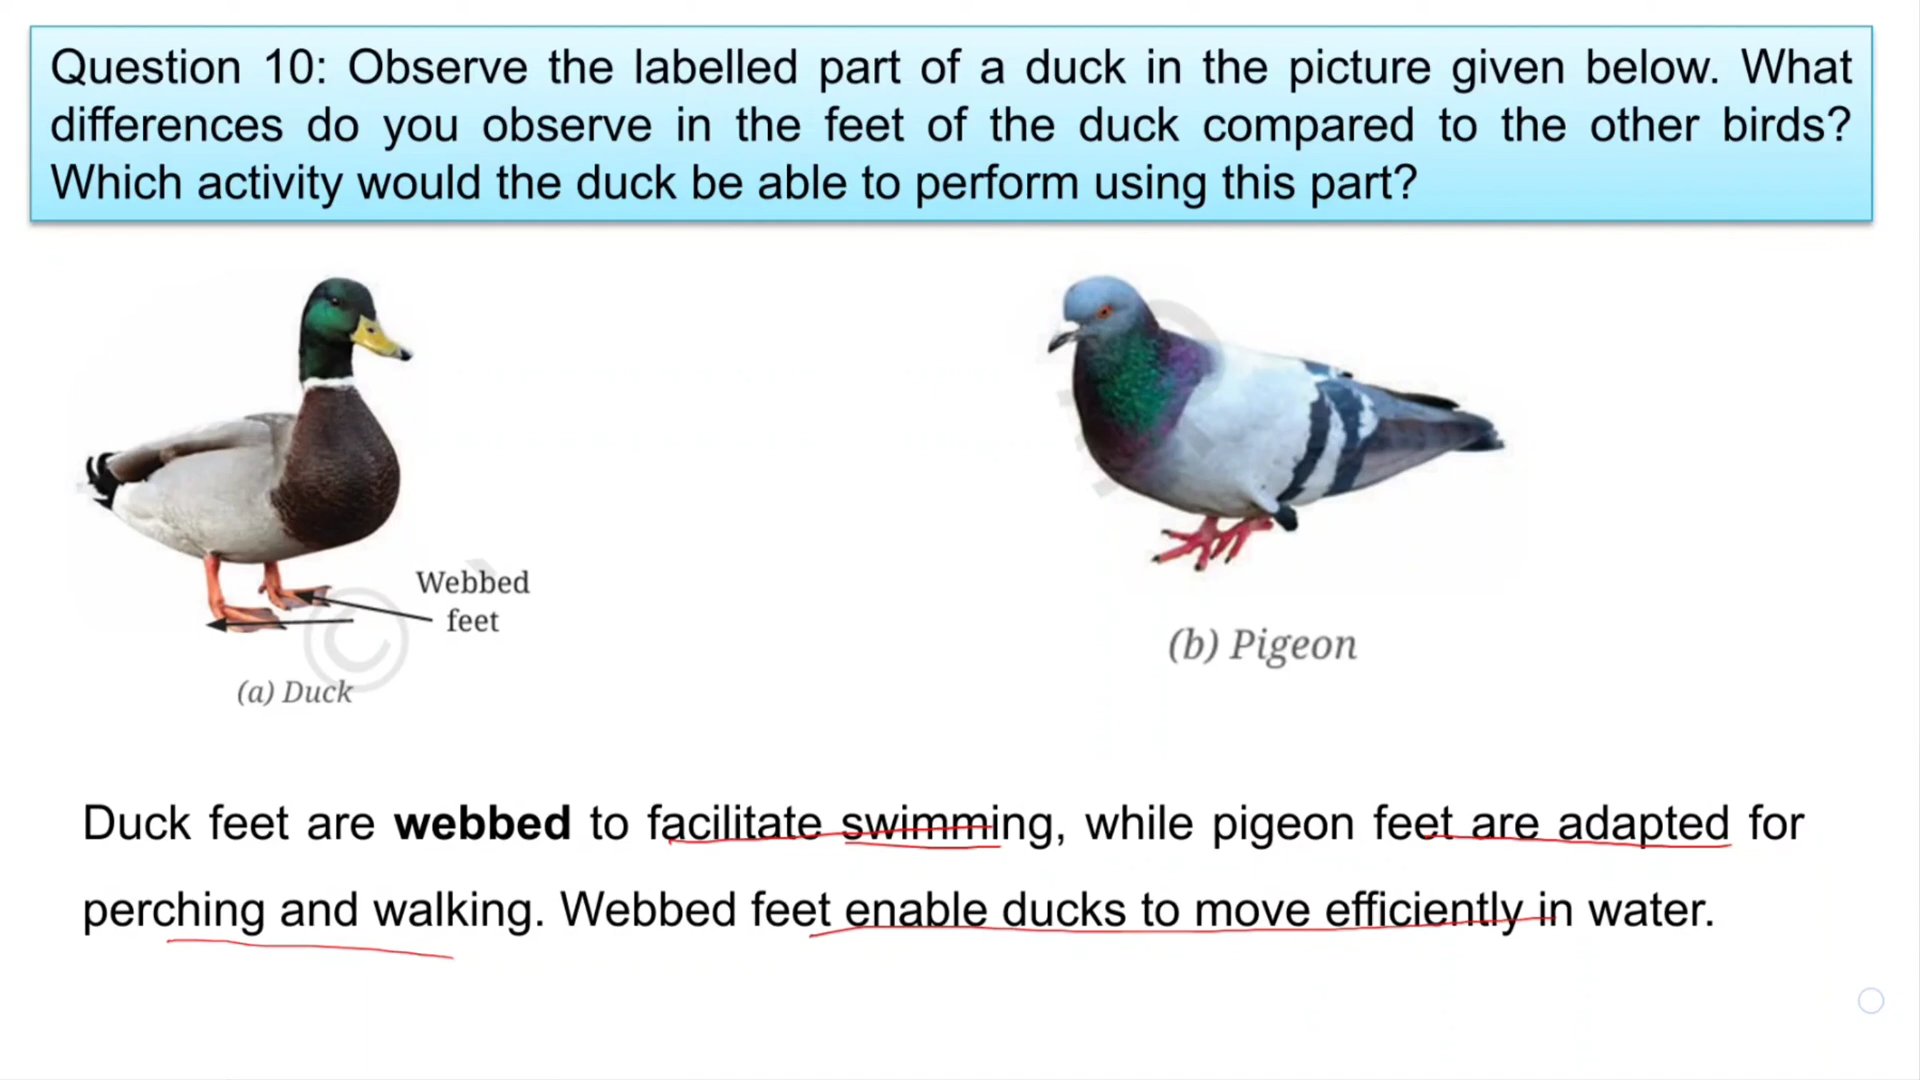 Question 10: Observe the labelled part of a duck in the picture given below. What
differences do you observe in the feet of the duck compared to the other birds?
Which activity would the duck be able to perform using this part?
Webbed
feet
(a) Duck
(b) Pigeon
Duck feet are webbed to facilitate swimming, while pigeon feet are adapted for
perching and walking. Webbed feet enable ducks to move efficiently in water.